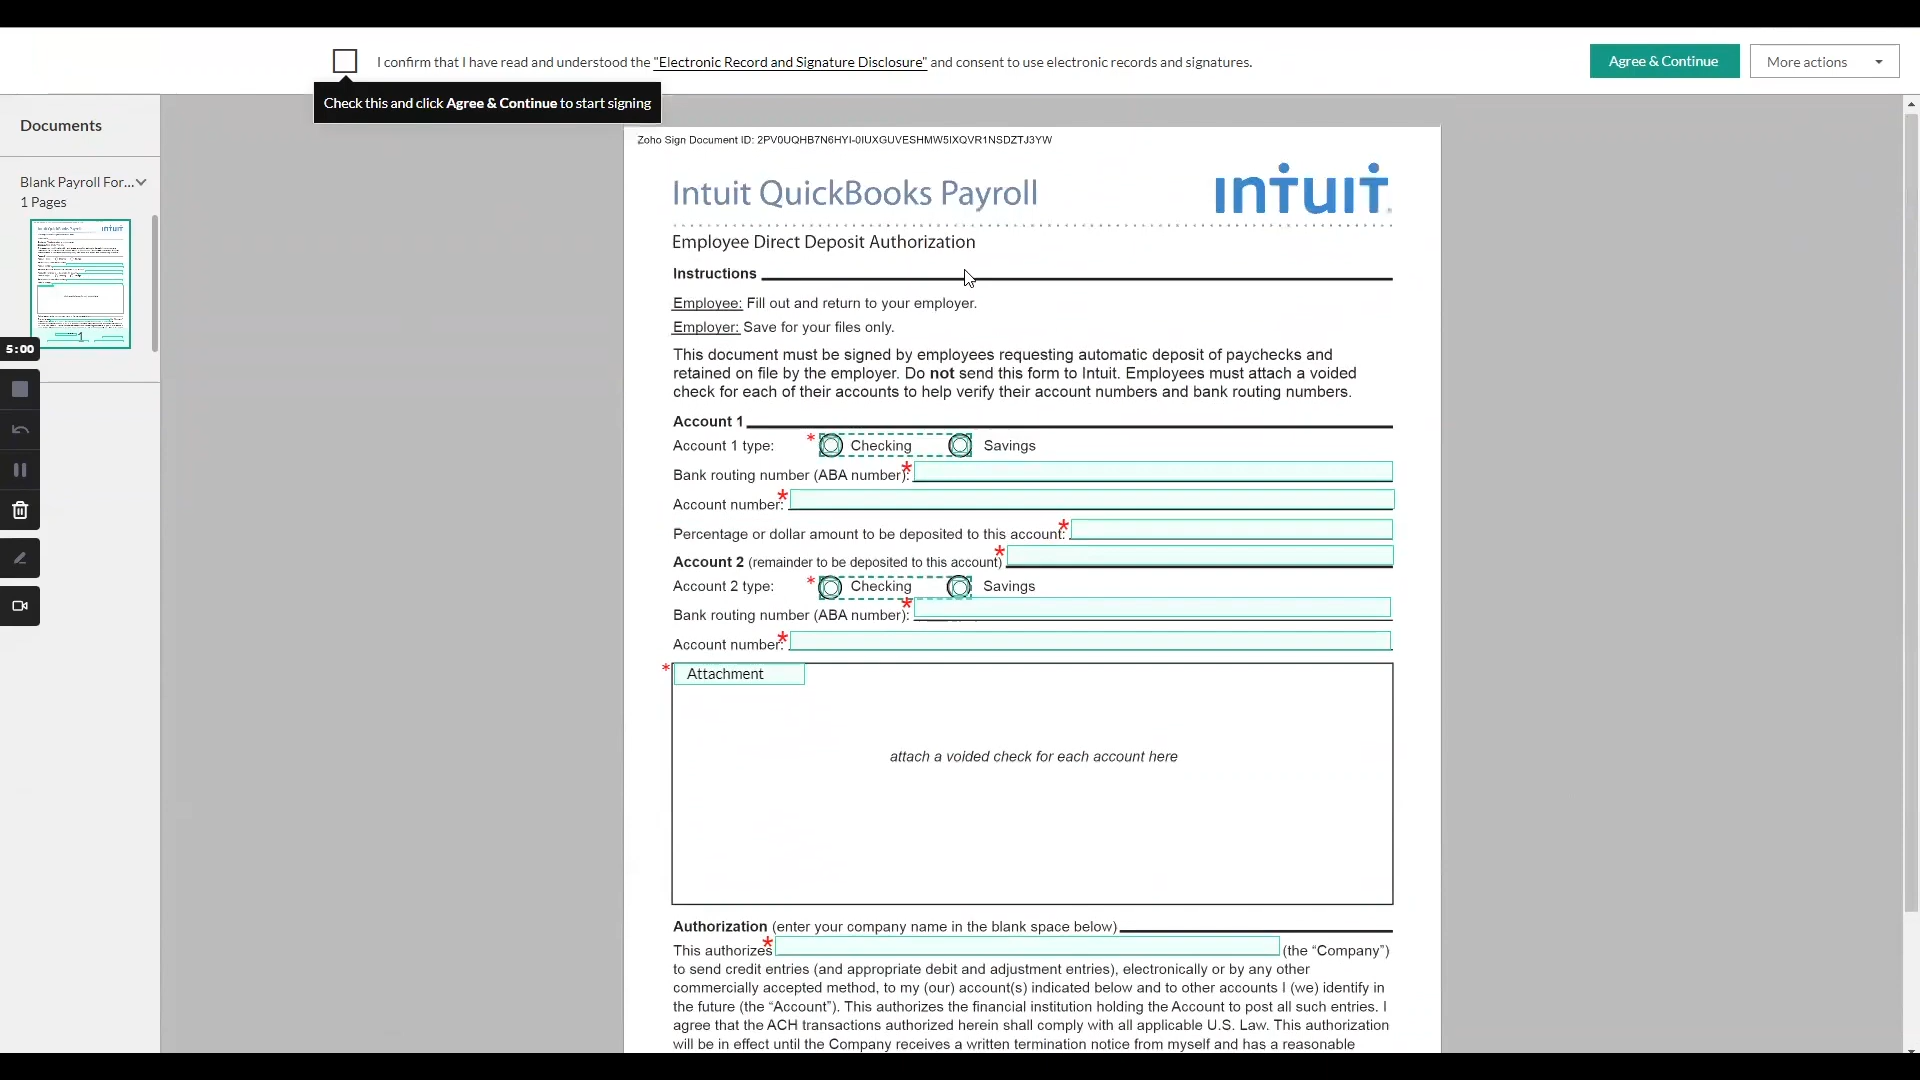 I confirm that I have read and understood the "Electronic Record and Signature Disclosure" and consent to use electronic records and signatures.
Agree & Continue
More actions
Check this and click Agree & Continue to start signing
Documents
Blank Payroll For...
1 Pages
1
5:00
Zoho Sign Document ID: 2PV0UQHB7N6HYI-0IUXGUVESHMW5IXQVR1NSDZTJ3YW
Intuit QuickBooks Payroll
intuit
Employee Direct Deposit Authorization
Instructions
Employee: Fill out and return to your employer.
Employer: Save for your files only.
This document must be signed by employees requesting automatic deposit of paychecks and
retained on file by the employer. Do not send this form to Intuit. Employees must attach a voided
check for each of their accounts to help verify their account numbers and bank routing numbers.
Account 1
Account 1 type: * Checking Savings
Bank routing number (ABA number): *
Account number: *
Percentage or dollar amount to be deposited to this account: *
Account 2 (remainder to be deposited to this account) *
Account 2 type: * Checking Savings
Bank routing number (ABA number): *
Account number: *
* Attachment
attach a voided check for each account here
Authorization (enter your company name in the blank space below)
This authorizes * (the “Company”)
to send credit entries (and appropriate debit and adjustment entries), electronically or by any other
commercially accepted method, to my (our) account(s) indicated below and to other accounts I (we) identify in
the future (the “Account”). This authorizes the financial institution holding the Account to post all such entries. I
agree that the ACH transactions authorized herein shall comply with all applicable U.S. Law. This authorization
will be in effect until the Company receives a written termination notice from myself and has a reasonable